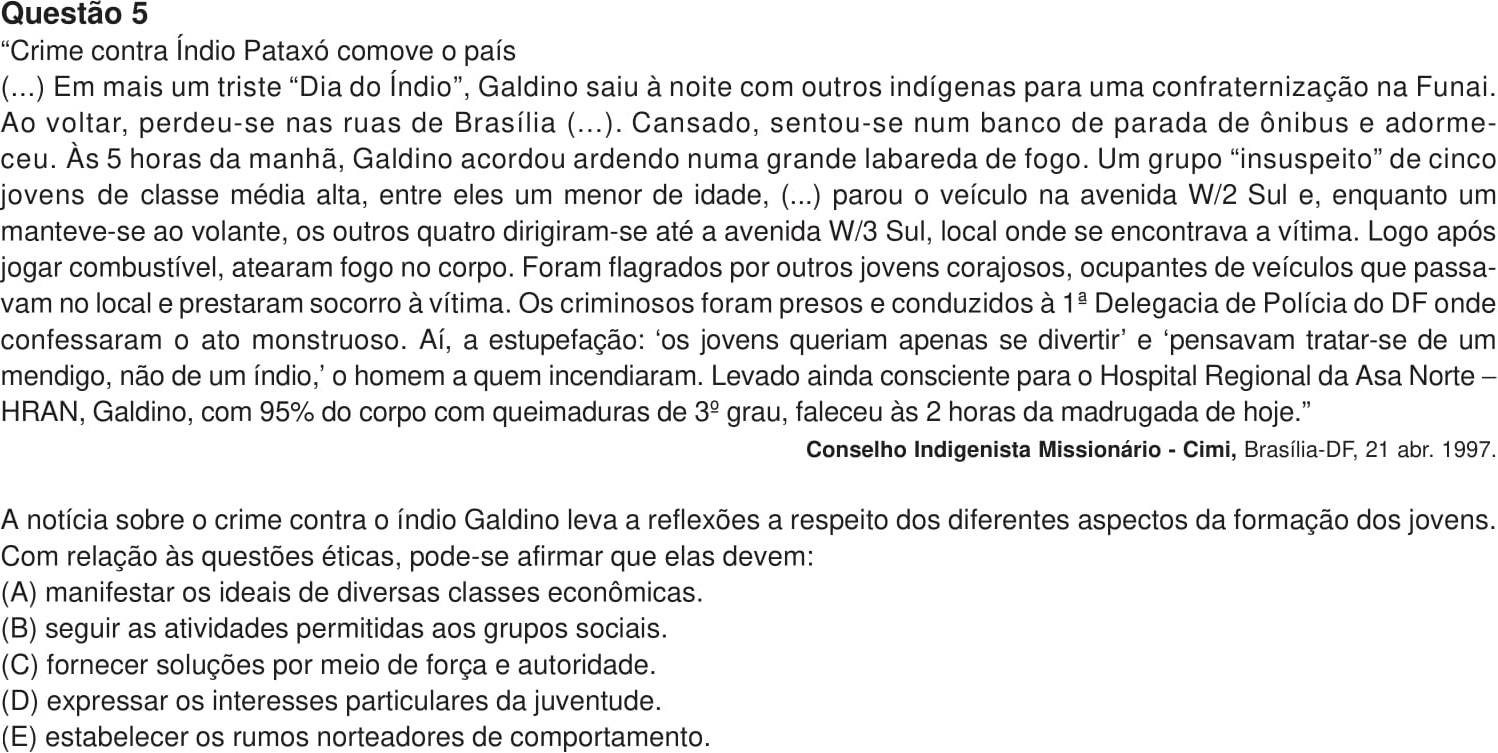 Questão 5
“Crime contra Índio Pataxó comove o país
(...) Em mais um triste “Dia do Índio”, Galdino saiu à noite com outros indígenas para uma confraternização na Funai.
Ao voltar, perdeu-se nas ruas de Brasília (...). Cansado, sentou-se num banco de parada de ônibus e adorme-
ceu. Às 5 horas da manhã, Galdino acordou ardendo numa grande labareda de fogo. Um grupo “insuspeito” de cinco
jovens de classe média alta, entre eles um menor de idade, (...) parou o veículo na avenida W/2 Sul e, enquanto um
manteve-se ao volante, os outros quatro dirigiram-se até a avenida W/3 Sul, local onde se encontrava a vítima. Logo após
jogar combustível, atearam fogo no corpo. Foram flagrados por outros jovens corajosos, ocupantes de veículos que passa-
vam no local e prestaram socorro à vítima. Os criminosos foram presos e conduzidos à 1ª Delegacia de Polícia do DF onde
confessaram o ato monstruoso. Aí, a estupefação: ‘os jovens queriam apenas se divertir’ e ‘pensavam tratar-se de um
mendigo, não de um índio,’ o homem a quem incendiaram. Levado ainda consciente para o Hospital Regional da Asa Norte –
HRAN, Galdino, com 95% do corpo com queimaduras de 3º grau, faleceu às 2 horas da madrugada de hoje.”
Conselho Indigenista Missionário - Cimi, Brasília-DF, 21 abr. 1997.
A notícia sobre o crime contra o índio Galdino leva a reflexões a respeito dos diferentes aspectos da formação dos jovens.
Com relação às questões éticas, pode-se afirmar que elas devem:
(A) manifestar os ideais de diversas classes econômicas.
(B) seguir as atividades permitidas aos grupos sociais.
(C) fornecer soluções por meio de força e autoridade.
(D) expressar os interesses particulares da juventude.
(E) estabelecer os rumos norteadores de comportamento.